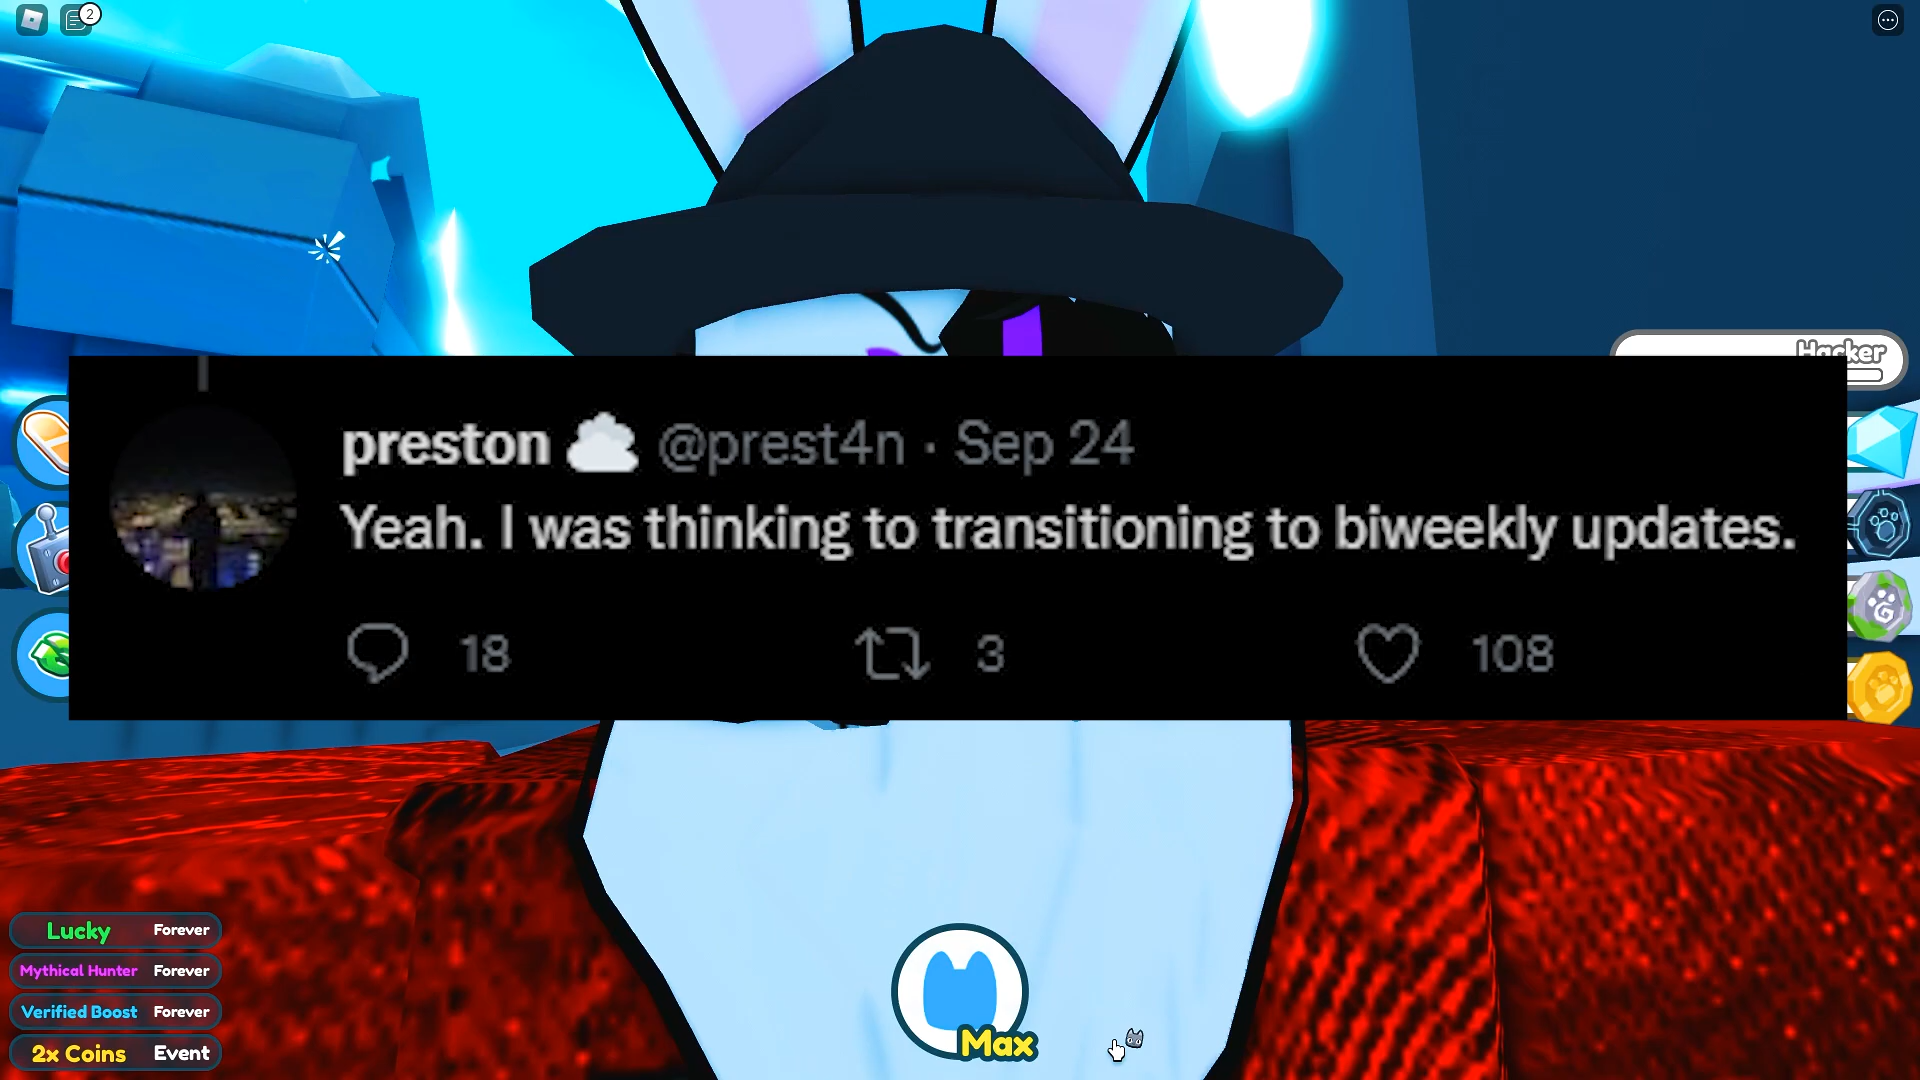 2
Hacker
preston @prest4n · Sep 24
Yeah. I was thinking to transitioning to biweekly updates.
18 3 108
G
Lucky Forever
Mythical Hunter Forever
Verified Boost Forever
2x Coins Event
Max